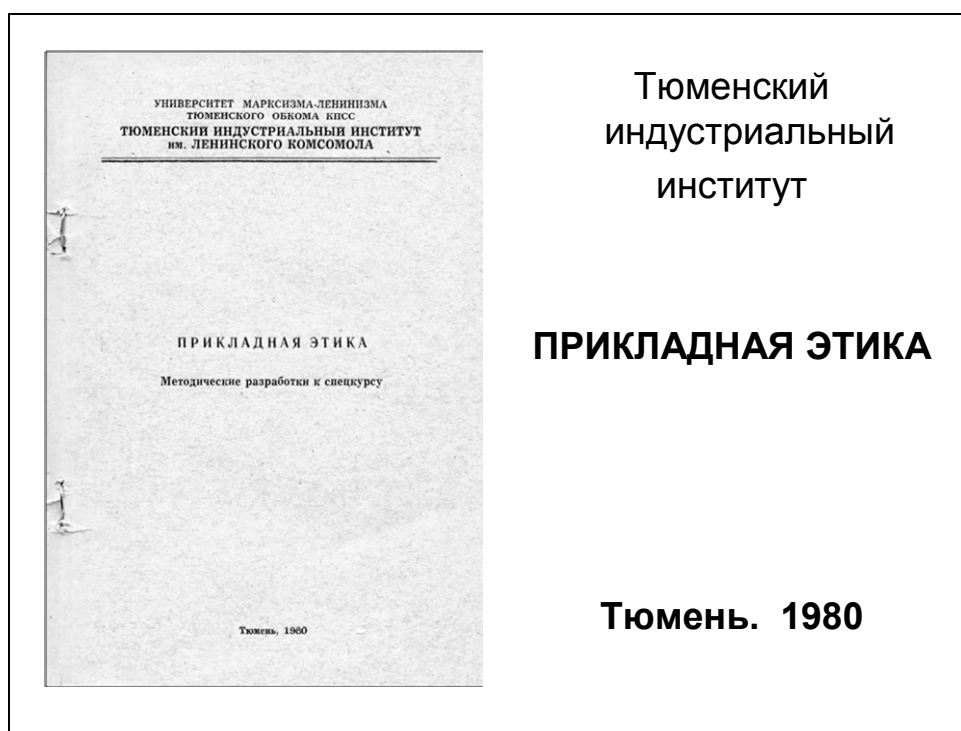 УНИВЕРСИТЕТ МАРКСИЗМА-ЛЕНИНИЗМА
ТЮМЕНСКОГО ОБКОМА КПСС
ТЮМЕНСКИЙ ИНДУСТРИАЛЬНЫЙ ИНСТИТУТ
им. ЛЕНИНСКОГО КОМСОМОЛА
ПРИКЛАДНАЯ ЭТИКА
Методические разработки к спецкурсу
Тюмень, 1980
Тюменский
индустриальный
институт
ПРИКЛАДНАЯ ЭТИКА
Тюмень. 1980